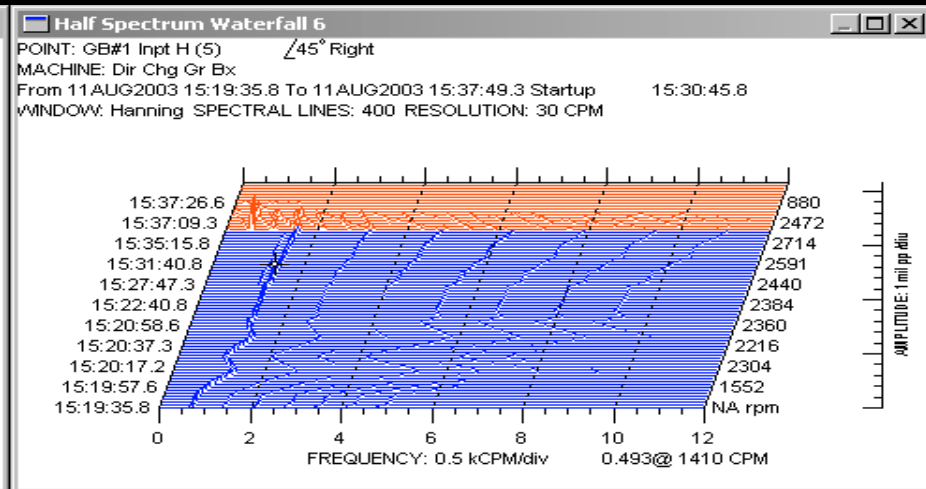 Half Spectrum Waterfall 6
POINT: GB#1 Inpt H (5) ∠45° Right
MACHINE: Dir Chg Gr Bx
From 11AUG2003 15:19:35.8 To 11AUG2003 15:37:49.3 Startup 15:30:45.8
WINDOW: Hanning SPECTRAL LINES: 400 RESOLUTION: 30 CPM
15:37:26.6 880
15:37:09.3 2472
15:35:15.8 2714
15:31:40.8 2591
15:27:47.3 2440
15:22:40.8 2384
15:20:58.6 2360
15:20:37.3 2216
15:20:17.2 2304
15:19:57.6 1552
15:19:35.8 NA rpm
0 2 4 6 8 10 12
FREQUENCY: 0.5 kCPM/div 0.493@ 1410 CPM
AMPLITUDE: 1 mil pp/div